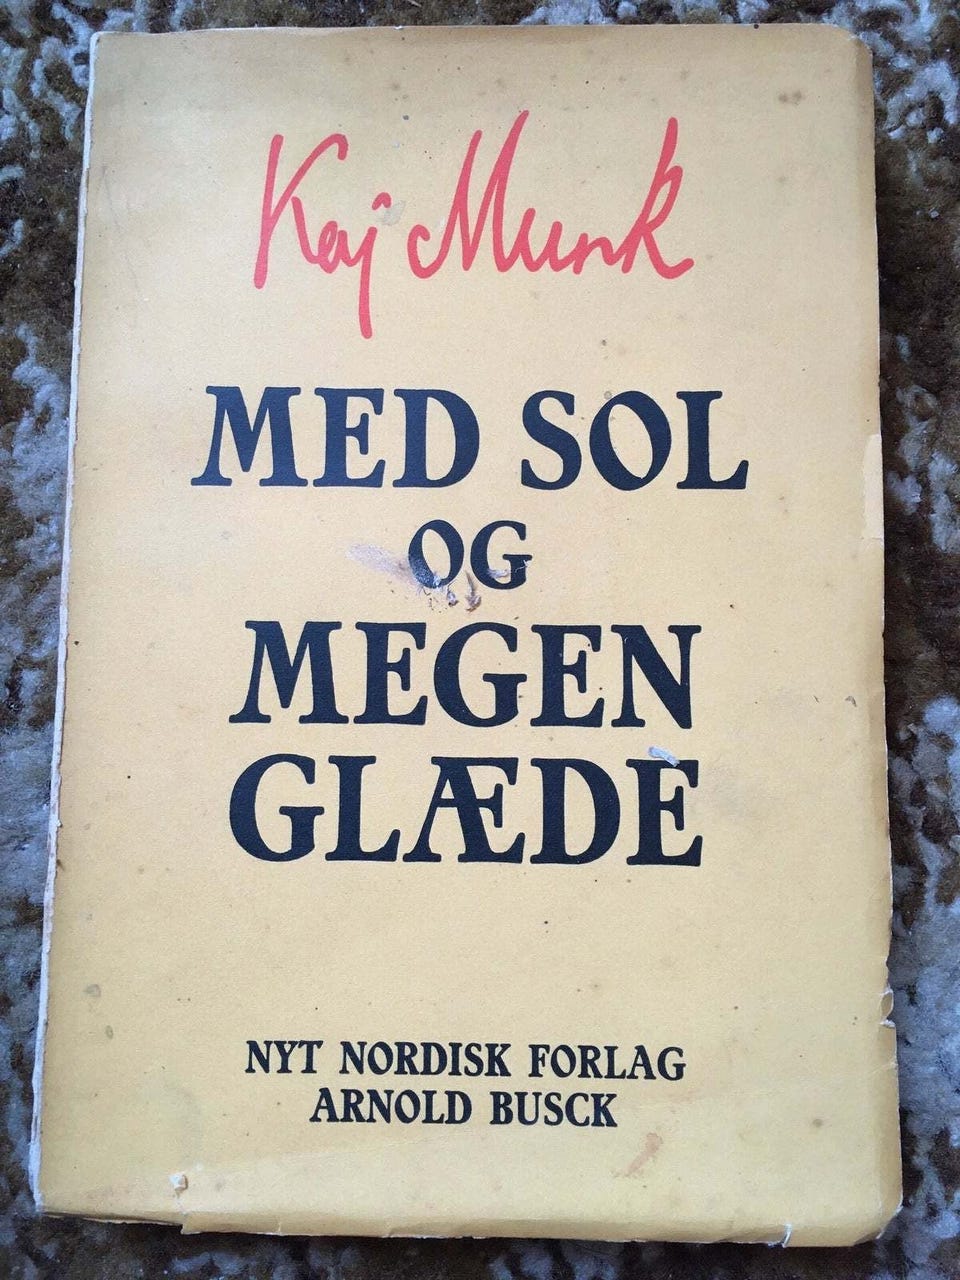 Kaj Munk
MED SOL
OG
MEGEN
GLÆDE
NYT NORDISK FORLAG
ARNOLD BUSCK